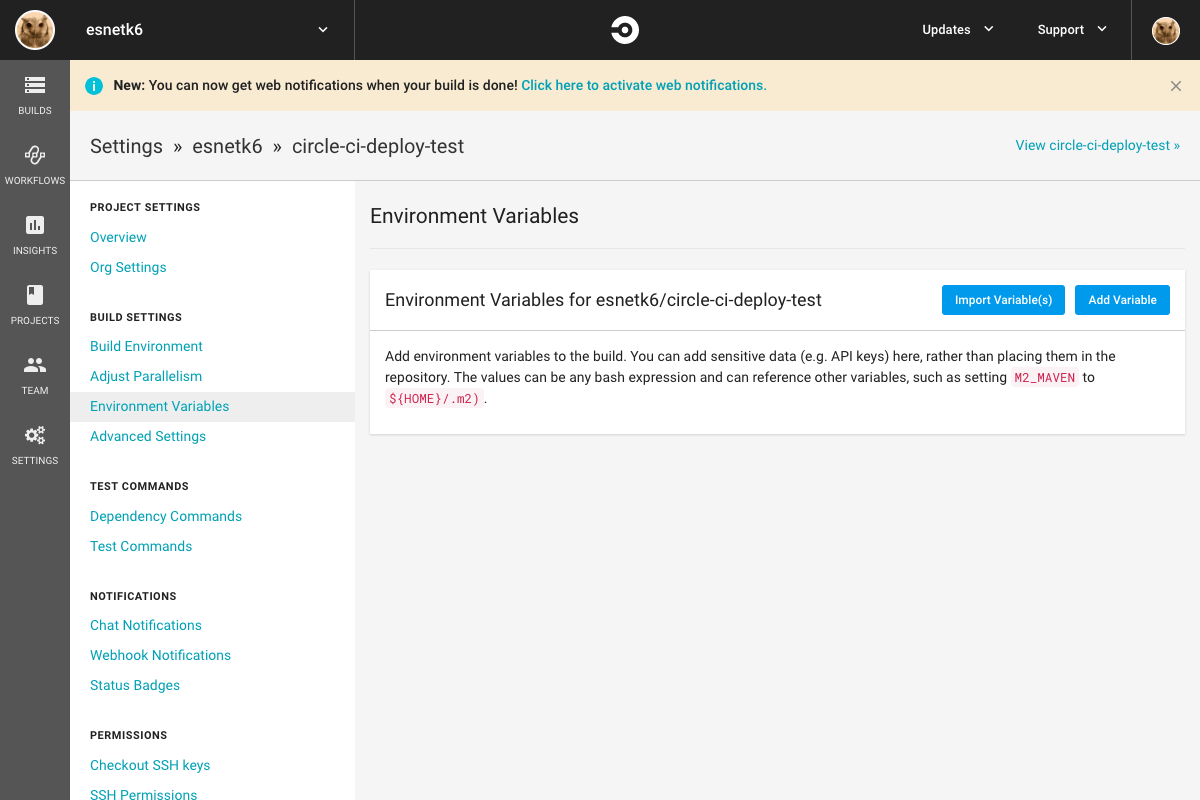 esnetk6
Updates
Support
New: You can now get web notifications when your build is done! Click here to activate web notifications.
BUILDS
WORKFLOWS
INSIGHTS
PROJECTS
TEAM
SETTINGS
Settings » esnetk6 » circle-ci-deploy-test
View circle-ci-deploy-test »
PROJECT SETTINGS
Overview
Org Settings
BUILD SETTINGS
Build Environment
Adjust Parallelism
Environment Variables
Advanced Settings
TEST COMMANDS
Dependency Commands
Test Commands
NOTIFICATIONS
Chat Notifications
Webhook Notifications
Status Badges
PERMISSIONS
Checkout SSH keys
SSH Permissions
Environment Variables
Environment Variables for esnetk6/circle-ci-deploy-test
Import Variable(s)
Add Variable
Add environment variables to the build. You can add sensitive data (e.g. API keys) here, rather than placing them in the
repository. The values can be any bash expression and can reference other variables, such as setting M2_MAVEN to
${HOME}/.m2).